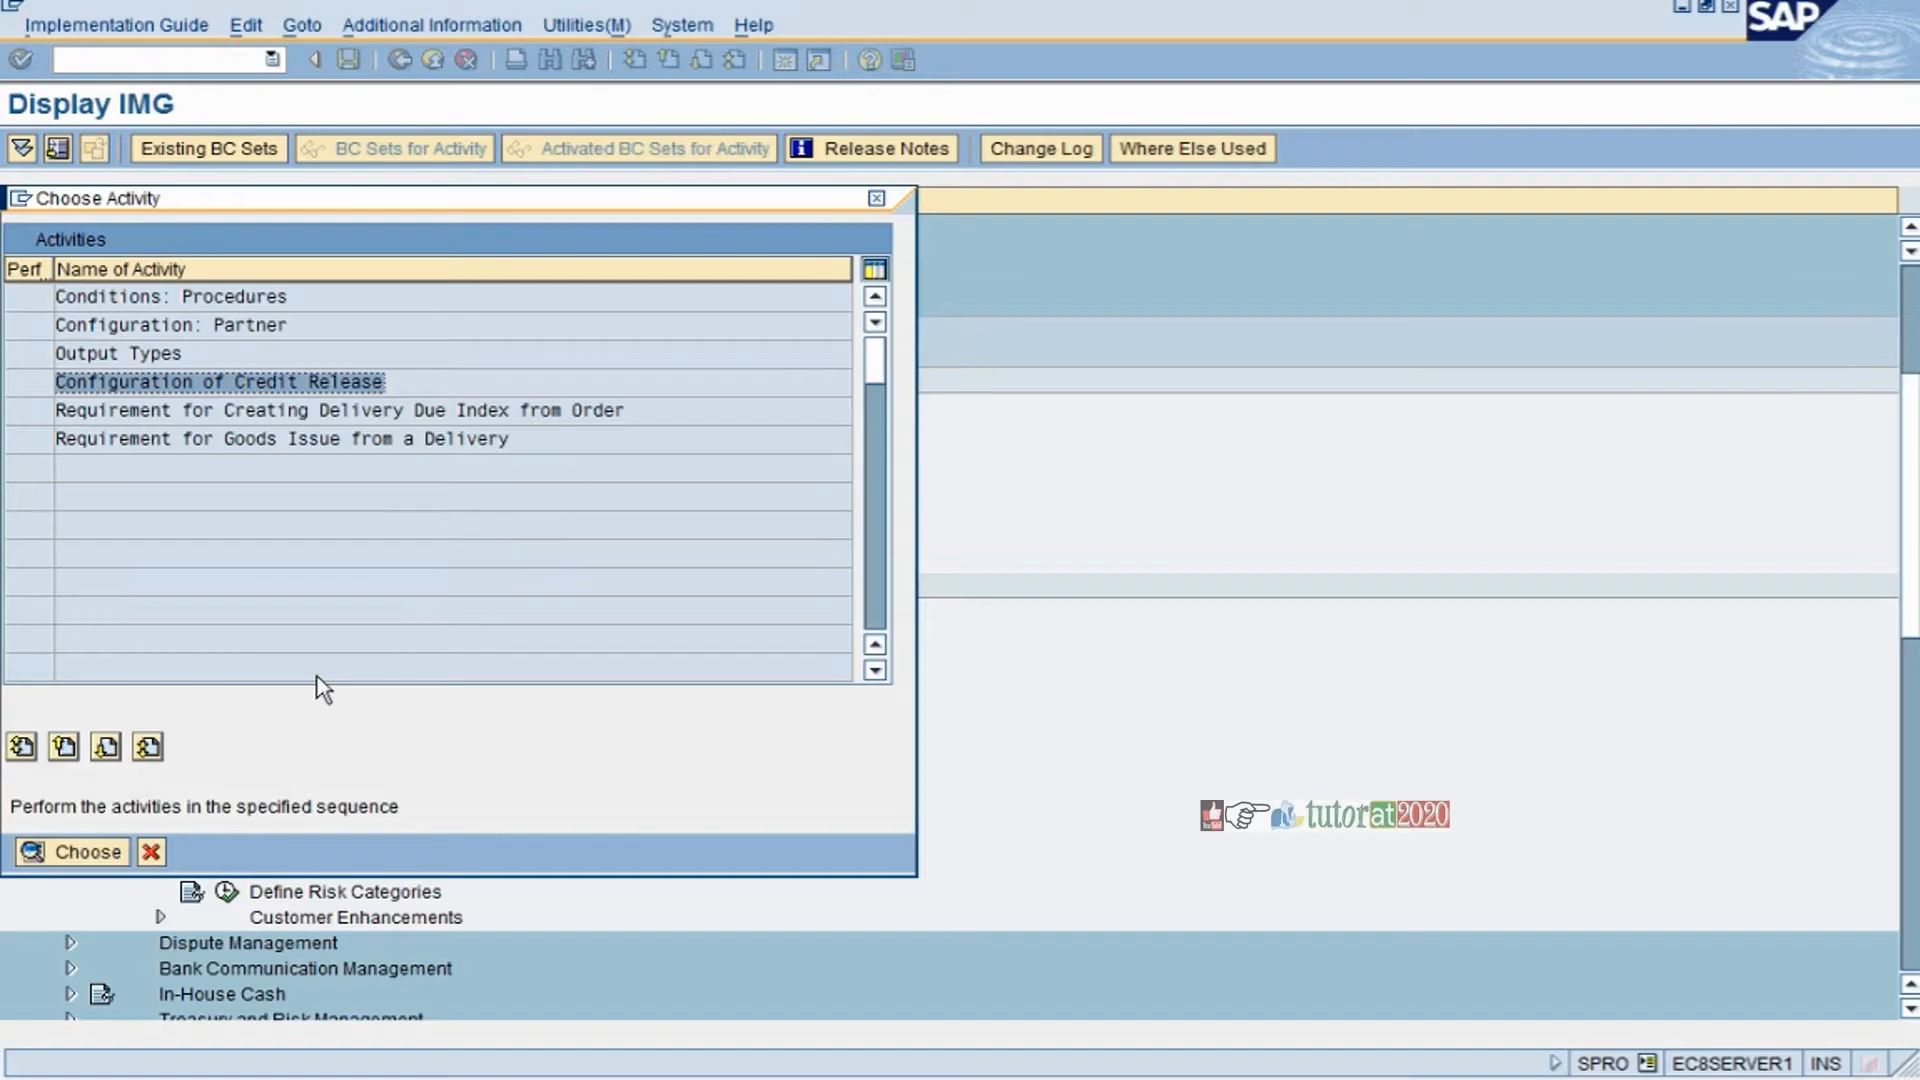 Implementation Guide Edit Goto Additional Information Utilities(M) System Help
SAP
Display IMG
Existing BC Sets BC Sets for Activity Activated BC Sets for Activity Release Notes Change Log Where Else Used
Choose Activity
Activities
Perf.. Name of Activity
Conditions: Procedures
Configuration: Partner
Output Types
Configuration of Credit Release
Requirement for Creating Delivery Due Index from Order
Requirement for Goods Issue from a Delivery
Perform the activities in the specified sequence
tutorat2020
Choose
Define Risk Categories
Customer Enhancements
Dispute Management
Bank Communication Management
In-House Cash
Treasury and Risk Management
SPRO EC8SERVER1 INS